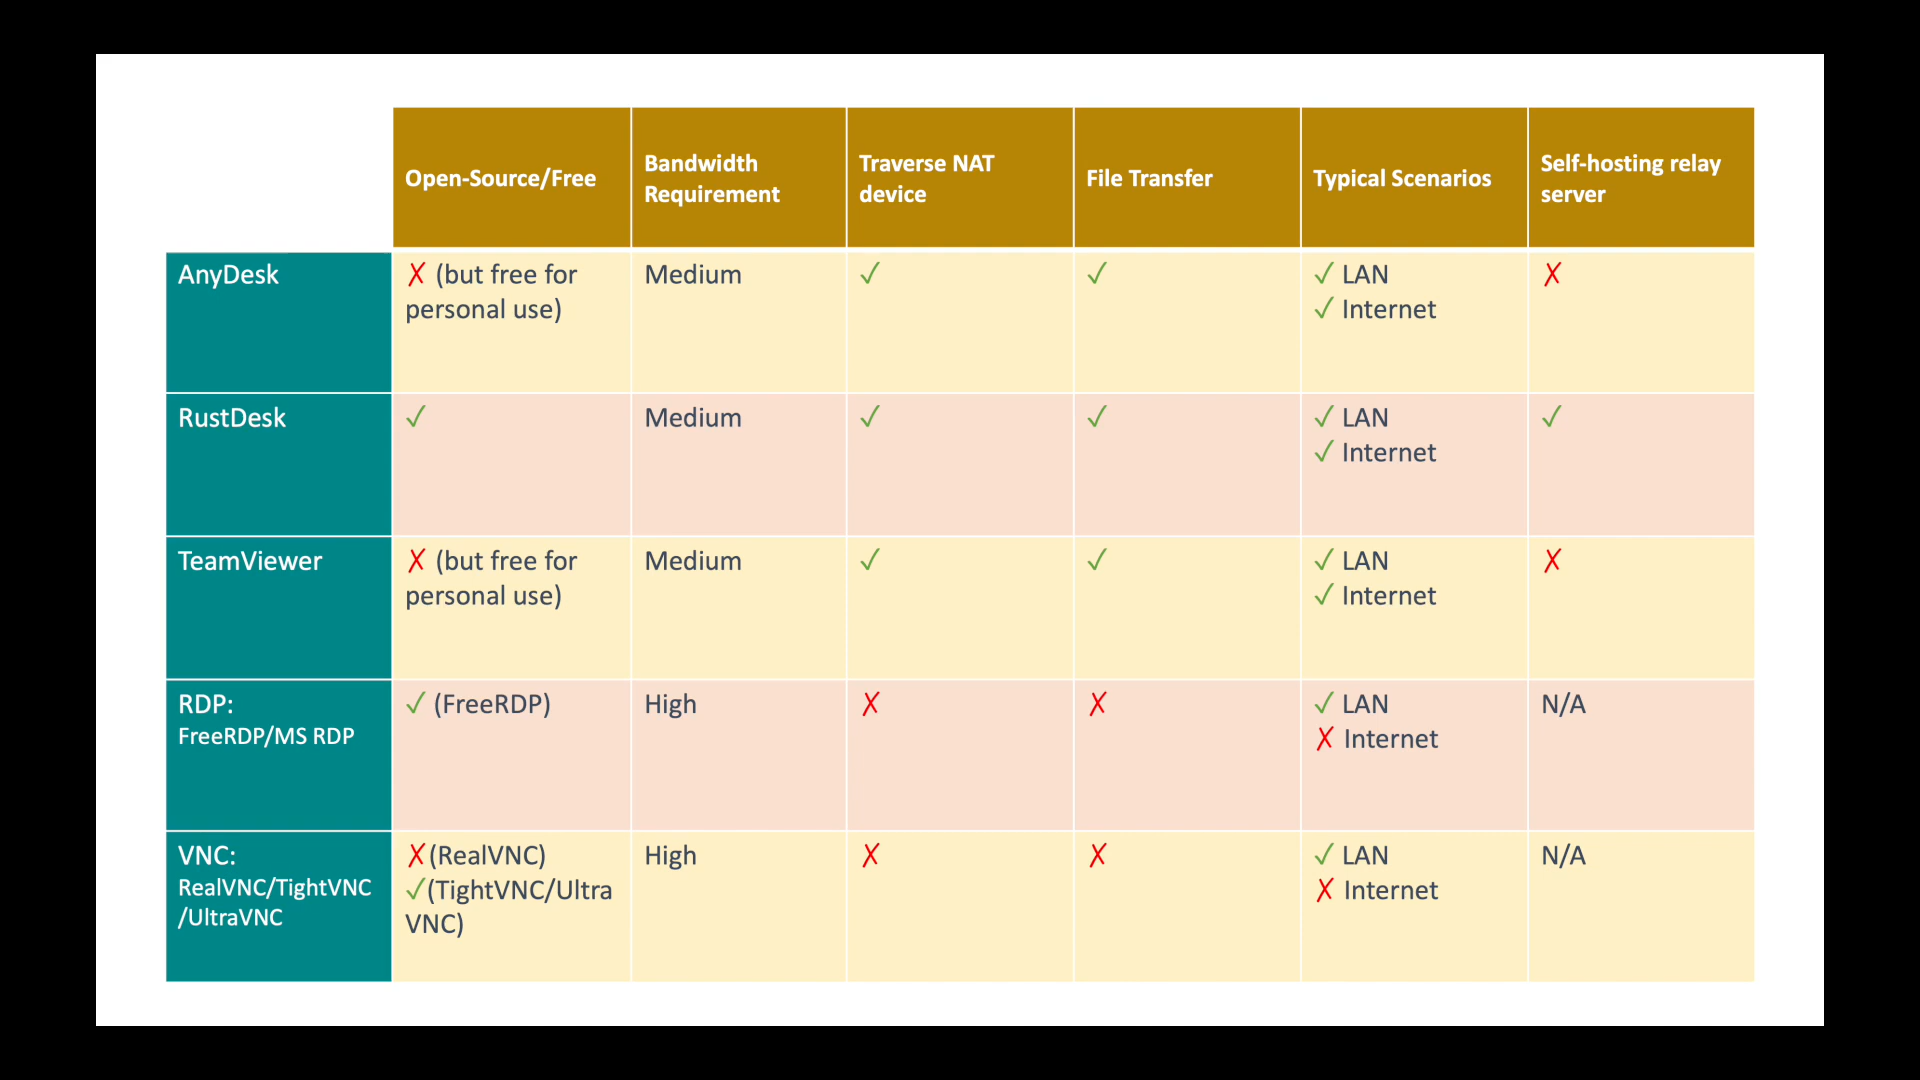 Open-Source/Free
Bandwidth
Requirement
Traverse NAT
device
File Transfer
Typical Scenarios
Self-hosting relay
server
AnyDesk
✗ (but free for
personal use)
Medium
✓
✓
✓ LAN
✓ Internet
✗
RustDesk
✓
Medium
✓
✓
✓ LAN
✓ Internet
✓
TeamViewer
✗ (but free for
personal use)
Medium
✓
✓
✓ LAN
✓ Internet
✗
RDP:
FreeRDP/MS RDP
✓ (FreeRDP)
High
✗
✗
✓ LAN
✗ Internet
N/A
VNC:
RealVNC/TightVNC
/UltraVNC
✗(RealVNC)
✓(TightVNC/Ultra
VNC)
High
✗
✗
✓ LAN
✗ Internet
N/A